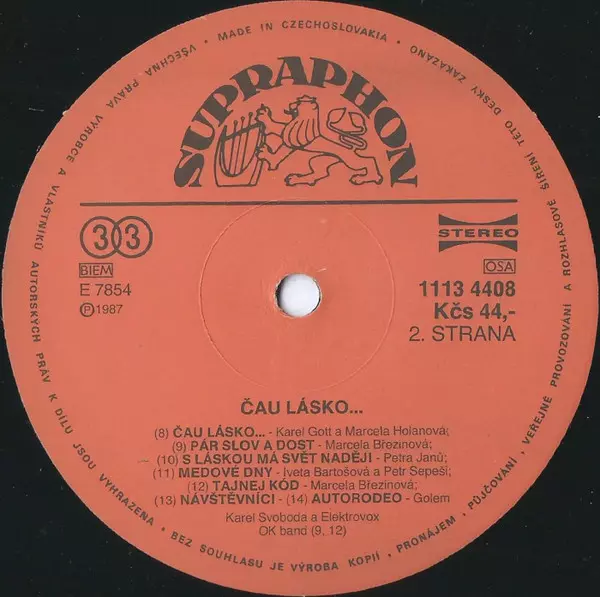 VŠECHNA PRÁVA VÝROBCE A VLASTNÍKŮ AUTORSKÝCH PRÁV K DÍLU JSOU VYHRAZENA • BEZ SOUHLASU JE VÝROBA KOPIÍ, PRONÁJEM, PŮJČOVÁNÍ, VEREJNÉ PROVOZOVÁNÍ A ROZHLASOVÉ ŠÍŘENÍ TÉTO DESKY ZAKÁZÁNO • MADE IN CZECHOSLOVAKIA •
SUPRAPHON
33
STEREO
BIEM
OSA
E 7854
1113 4408
Ⓟ1987
Kčs 44,-
2. STRANA
ČAU LÁSKO...
(8) ČAU LÁSKO... - Karel Gott a Marcela Holanová;
(9) PÁR SLOV A DOST - Marcela Březinová;
(10) S LÁSKOU MÁ SVĚT NADĚJI - Petra Janů;
(11) MEDOVÉ DNY - Iveta Bartošová a Petr Sepeši;
(12) TAJNEJ KÓD - Marcela Březinová;
(13) NÁVŠTĚVNÍCI - (14) AUTORODEO - Golem
Karel Svoboda a Elektrovox
OK band (9, 12)